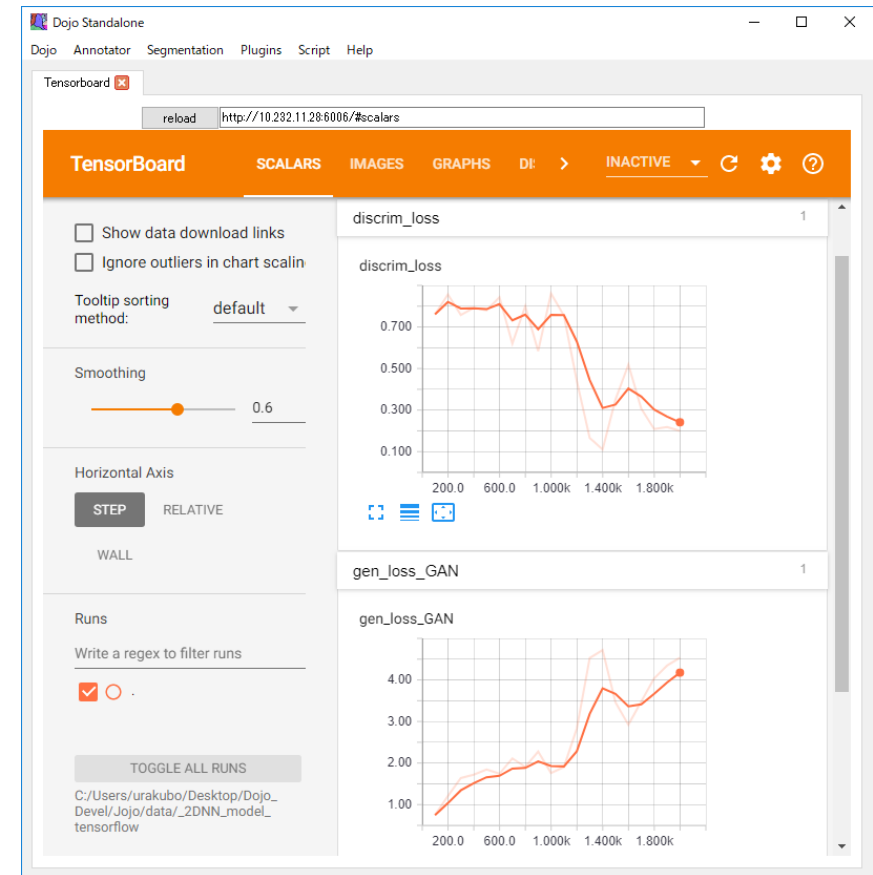 Dojo Standalone
Dojo Annotator Segmentation Plugins Script Help
Tensorboard
reload http://10.232.11.28:6006/#scalars
TensorBoard SCALARS IMAGES GRAPHS DI INACTIVE
Show data download links
Ignore outliers in chart scalin
Tooltip sorting
method:
default
Smoothing
0.6
Horizontal Axis
STEP RELATIVE
WALL
Runs
Write a regex to filter runs
.
TOGGLE ALL RUNS
C:/Users/urakubo/Desktop/Dojo_
Devel/Jojo/data/_2DNN_model_
tensorflow
discrim_loss 1
discrim_loss
0.700
0.500
0.300
0.100
200.0 600.0 1.000k 1.400k 1.800k
gen_loss_GAN 1
gen_loss_GAN
4.00
3.00
2.00
1.00
200.0 600.0 1.000k 1.400k 1.800k